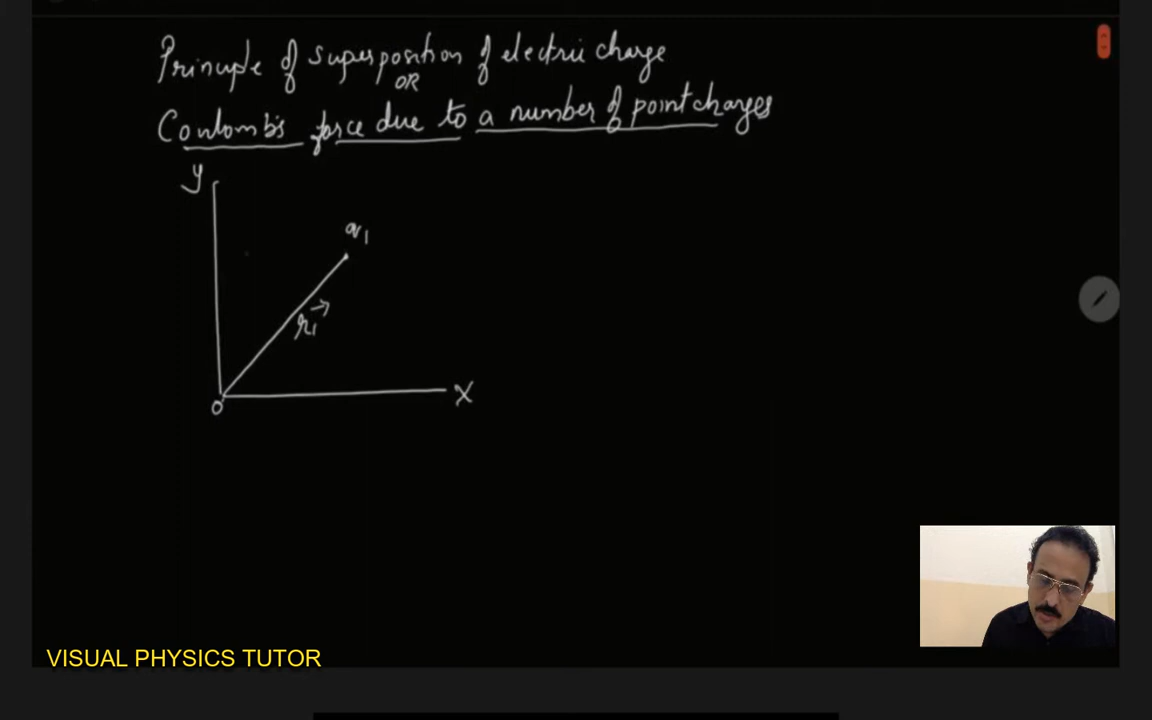 Principle of superposition of electric charge
OR
Coulomb's force due to a number of point charges
y
q1
r1
O
X
VISUAL PHYSICS TUTOR